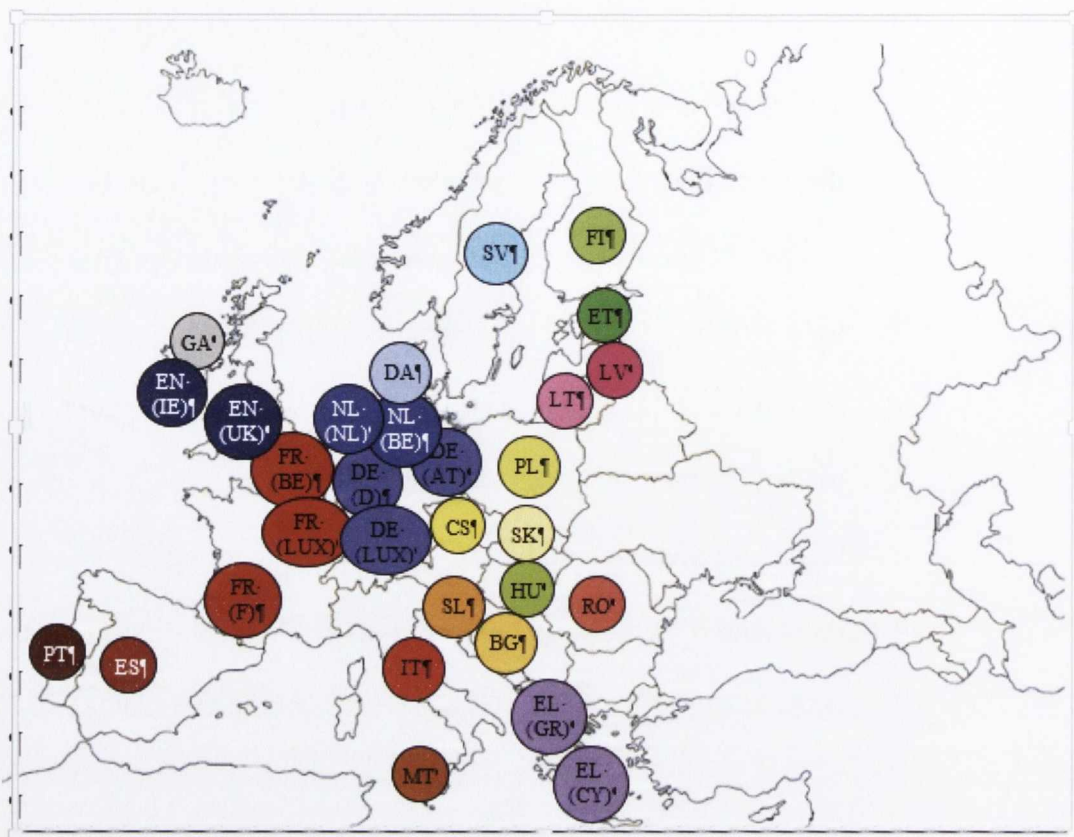 SV¶
FI¶
ET¶
GA¶
LV¶
DA¶
EN·
(IE)¶
LT¶
EN·
(UK)¶
NL·
(NL)¶
NL·
(BE)¶
FR·
(BE)¶
DE·
(D)¶
DE·
(AT)¶
PL¶
FR·
(LUX)¶
DE·
(LUX)¶
CS¶
SK¶
FR·
(F)¶
SL¶
HU¶
RO¶
BG¶
PT¶
ES¶
IT¶
EL·
(GR)¶
MT¶
EL·
(CY)¶